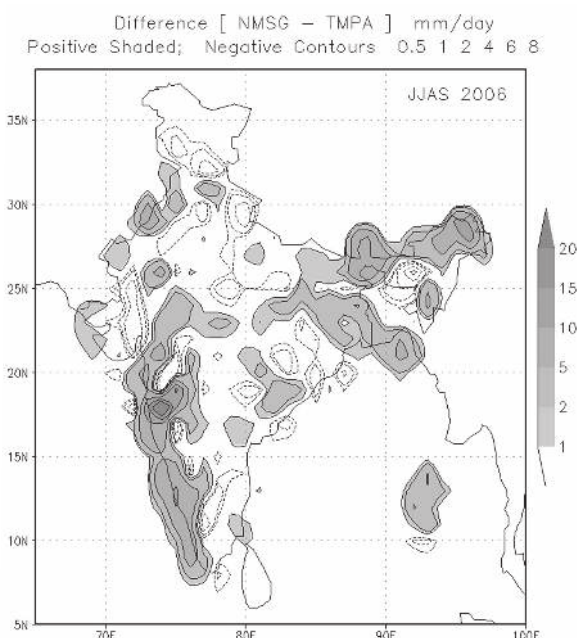 Difference [ NMSG – TMPA ] mm/day
Positive Shaded; Negative Contours 0.5 1 2 4 6 8
JJAS 2006
35N
30N
25N
20N
15N
10N
5N
70E
80E
90E
100E
20
15
10
5
2
1